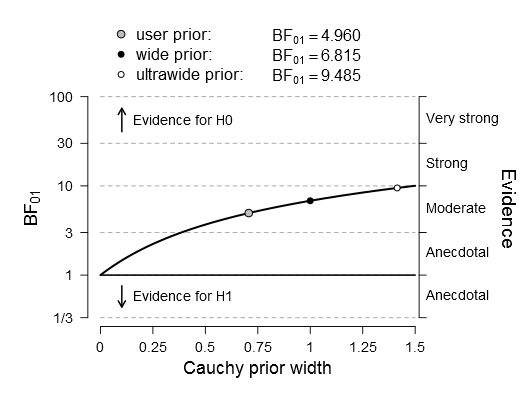 user prior: BF01 = 4.960
wide prior: BF01 = 6.815
ultrawide prior: BF01 = 9.485
100
Evidence for H0
Very strong
30
Strong
10
Moderate
3
Anecdotal
1
Evidence for H1
Anecdotal
1/3
BF01
Evidence
0 0.25 0.5 0.75 1 1.25 1.5
Cauchy prior width